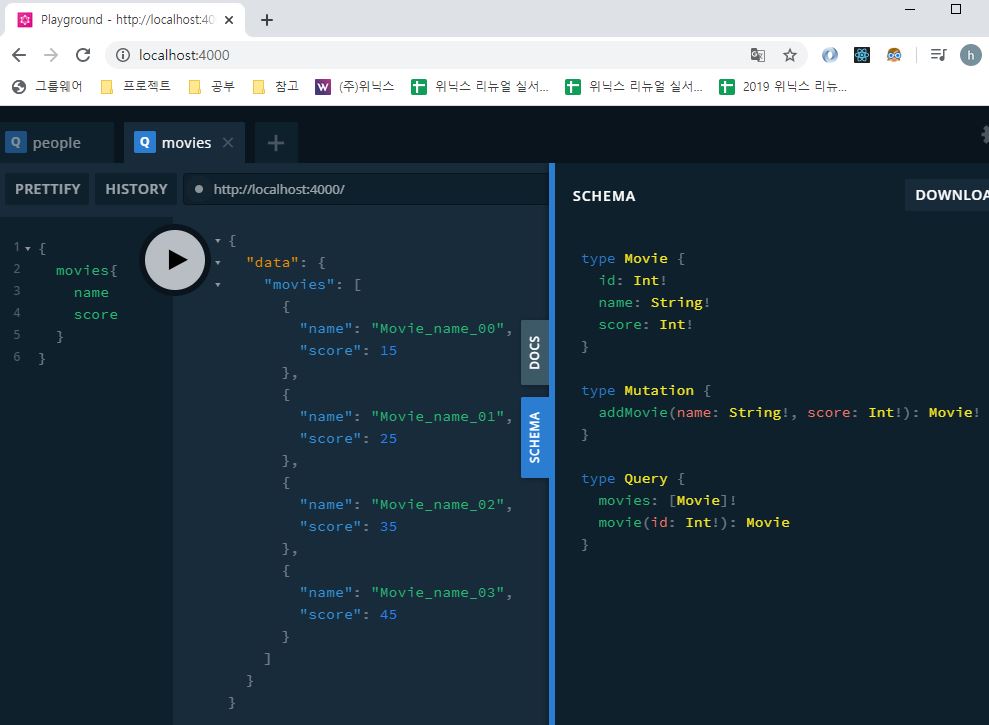 Playground - http://localhost:40
localhost:4000
h
그룹웨어 프로젝트 공부 참고 W (주)위닉스 위닉스 리뉴얼 실서... 위닉스 리뉴얼 실서... 2019 위닉스 리뉴...
Q people Q movies
PRETTIFY HISTORY http://localhost:4000/
1 {
2 movies{
3 name
4 score
5 }
6 }
{
"data": {
"movies": [
{
"name": "Movie_name_00",
"score": 15
},
{
"name": "Movie_name_01",
"score": 25
},
{
"name": "Movie_name_02",
"score": 35
},
{
"name": "Movie_name_03",
"score": 45
}
]
}
}
DOCS
SCHEMA
SCHEMA DOWNLOA
type Movie {
id: Int!
name: String!
score: Int!
}
type Mutation {
addMovie(name: String!, score: Int!): Movie!
}
type Query {
movies: [Movie]!
movie(id: Int!): Movie
}